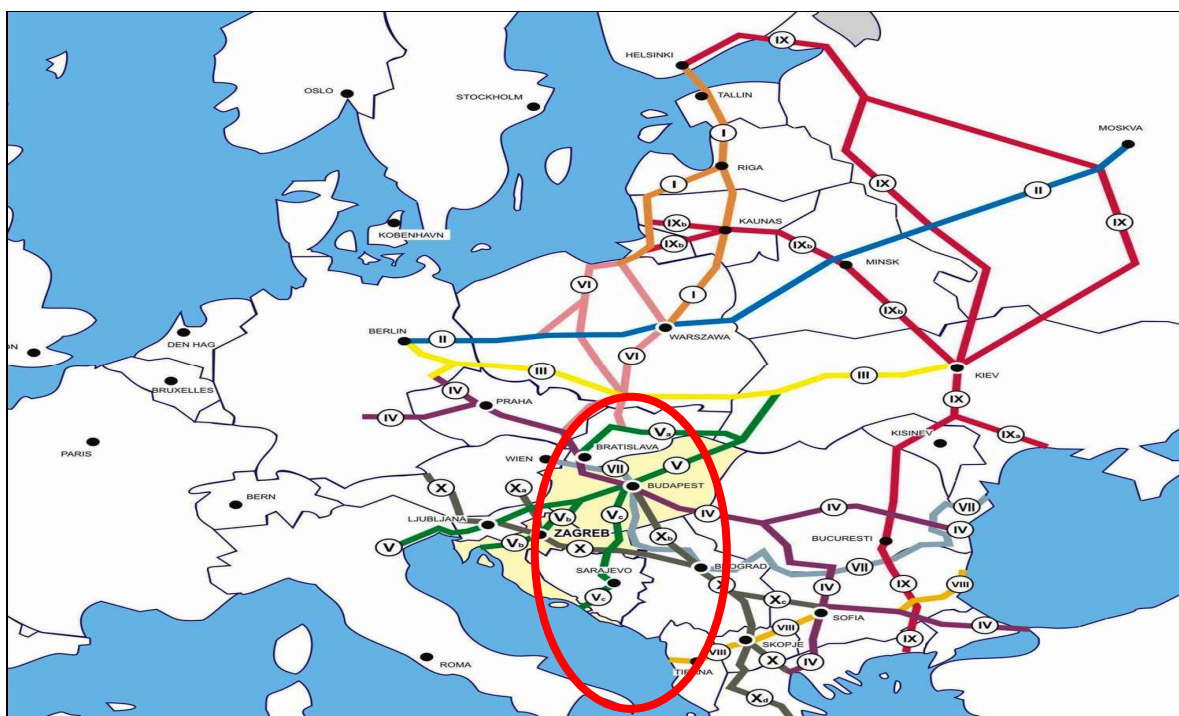 IX
HELSINKI
OSLO
STOCKHOLM
TALLIN
MOSKVA
I
RIGA
IX
I
II
IX
KAUNAS
IXb
KOBENHAVN
IXb
IXb
MINSK
VI
I
IXb
DEN HAG
BERLIN
II
WARSZAWA
ON
VI
BRUXELLES
III
III
KIEV
IV
PRAHA
IX
IV
KISINEV
IXa
PARIS
Va
BRATISLAVA
WIEN
VII
V
X
Xa
BUDAPEST
BERN
VII
IV
IV
IV
LJUBLJANA
Vb
Vc
ZAGREB
Xb
BUCURESTI
V
Vb
X
BEOGRAD
VII
SARAJEVO
X
IV
IX
VIII
Vc
Xc
SOFIA
VIII
IV
IX
SKOPJE
VIII
ROMA
TIRANA
X
IV
Xd